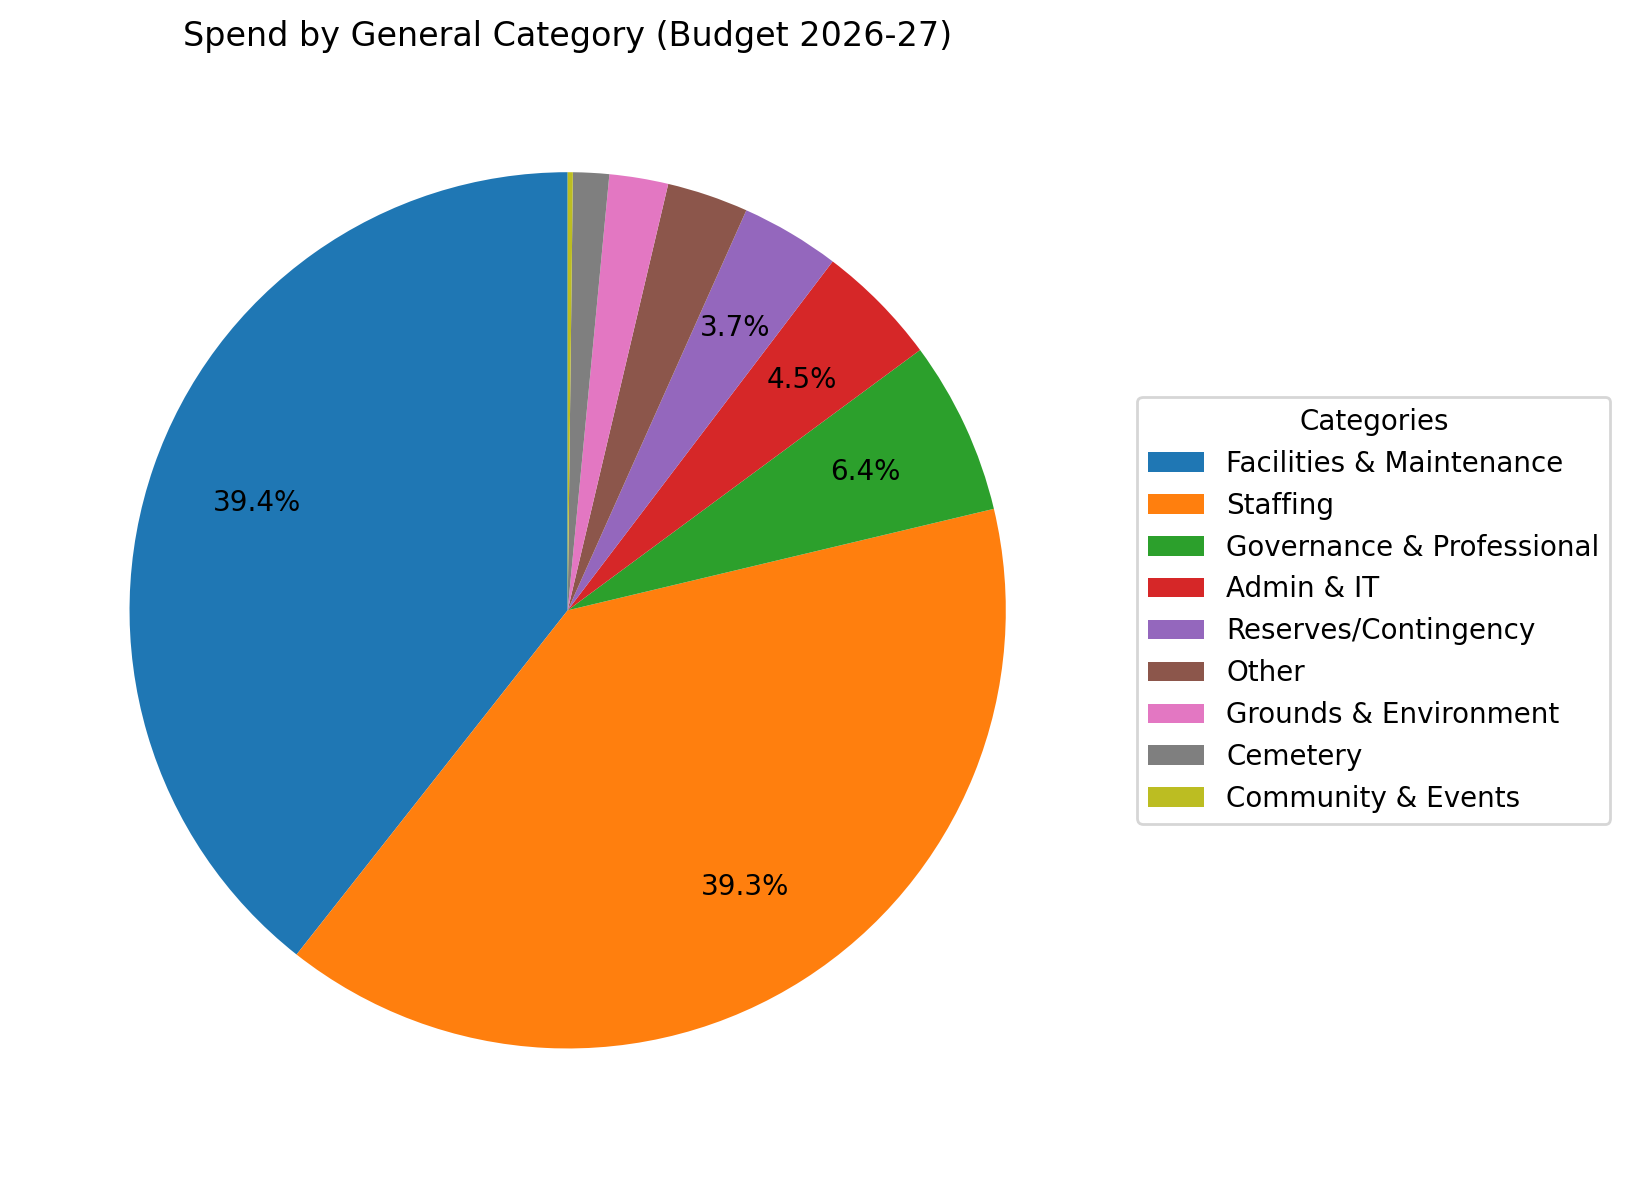 Spend by General Category (Budget 2026-27)
3.7%
4.5%
6.4%
39.4%
39.3%
Categories
Facilities & Maintenance
Staffing
Governance & Professional
Admin & IT
Reserves/Contingency
Other
Grounds & Environment
Cemetery
Community & Events